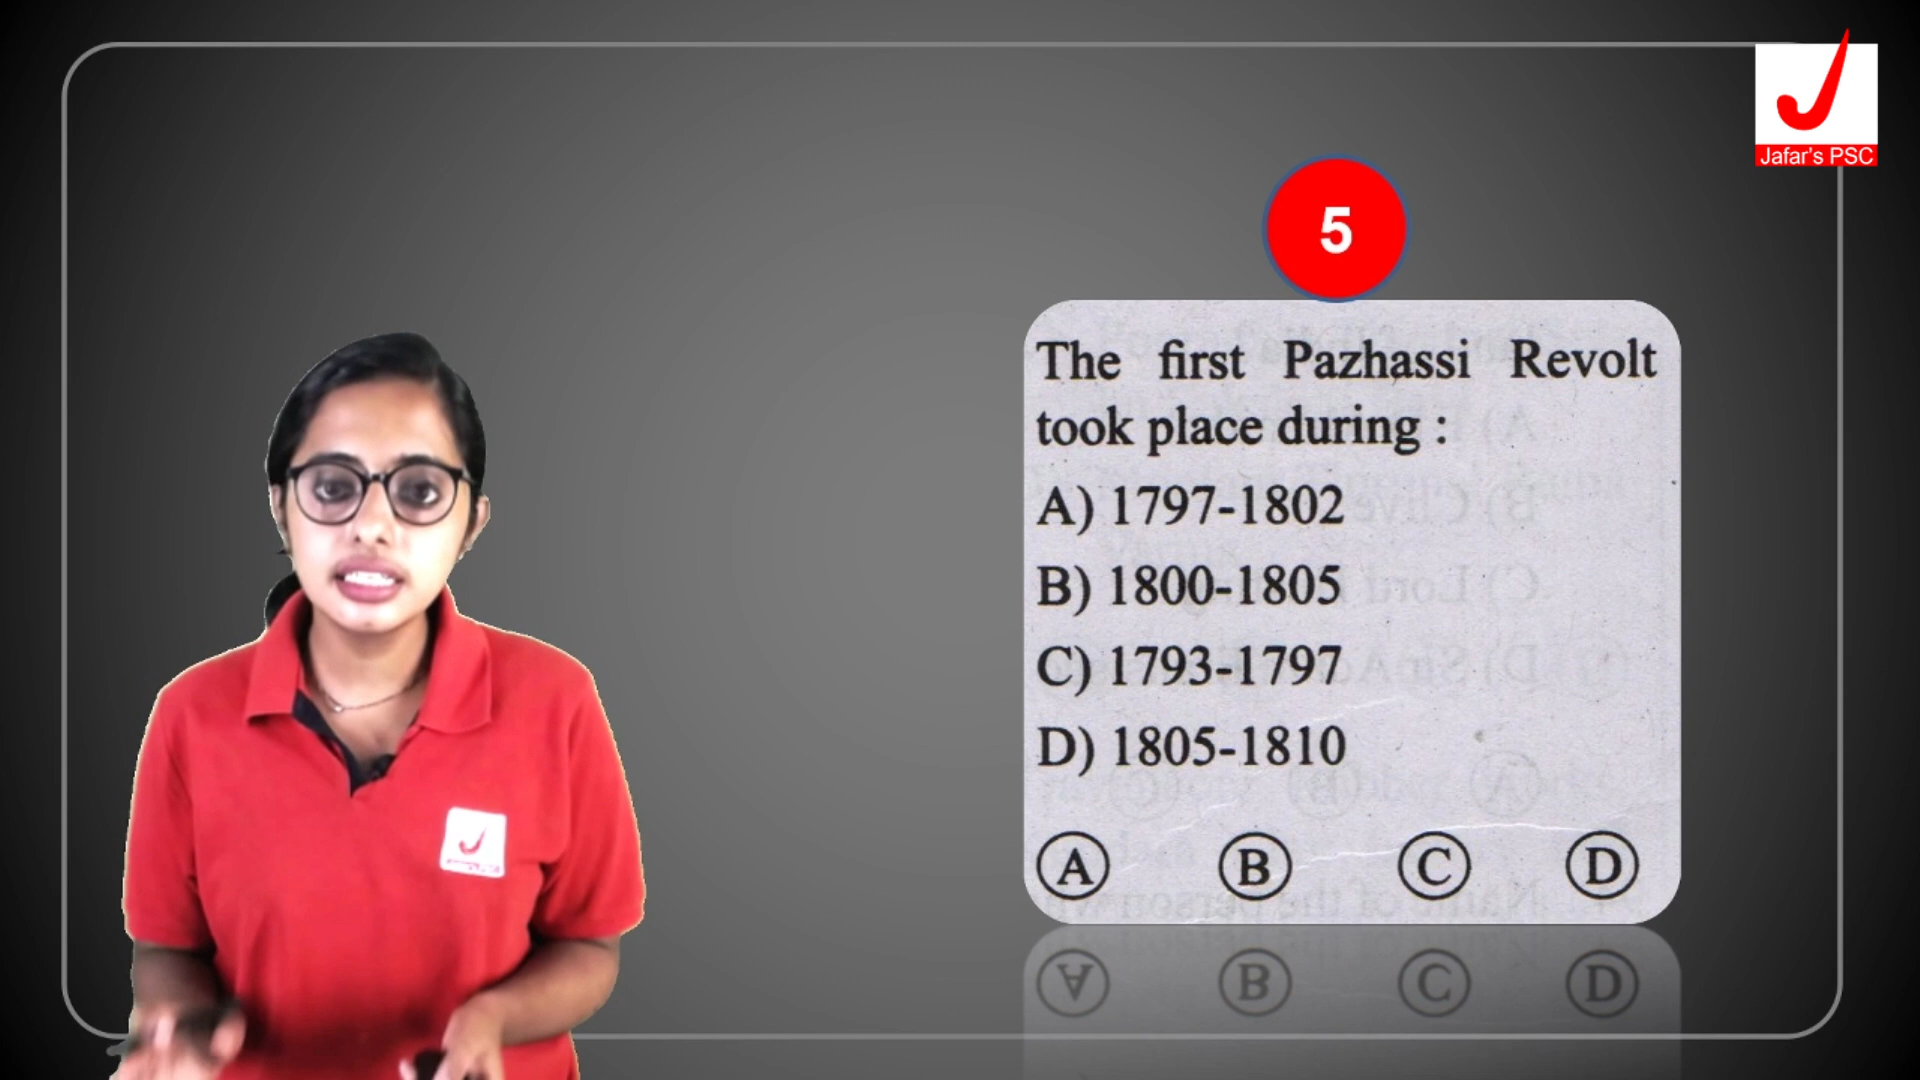 Jafar's PSC
5
The first Pazhassi Revolt
took place during :
A) 1797-1802
B) 1800-1805
C) 1793-1797
D) 1805-1810
A B C D